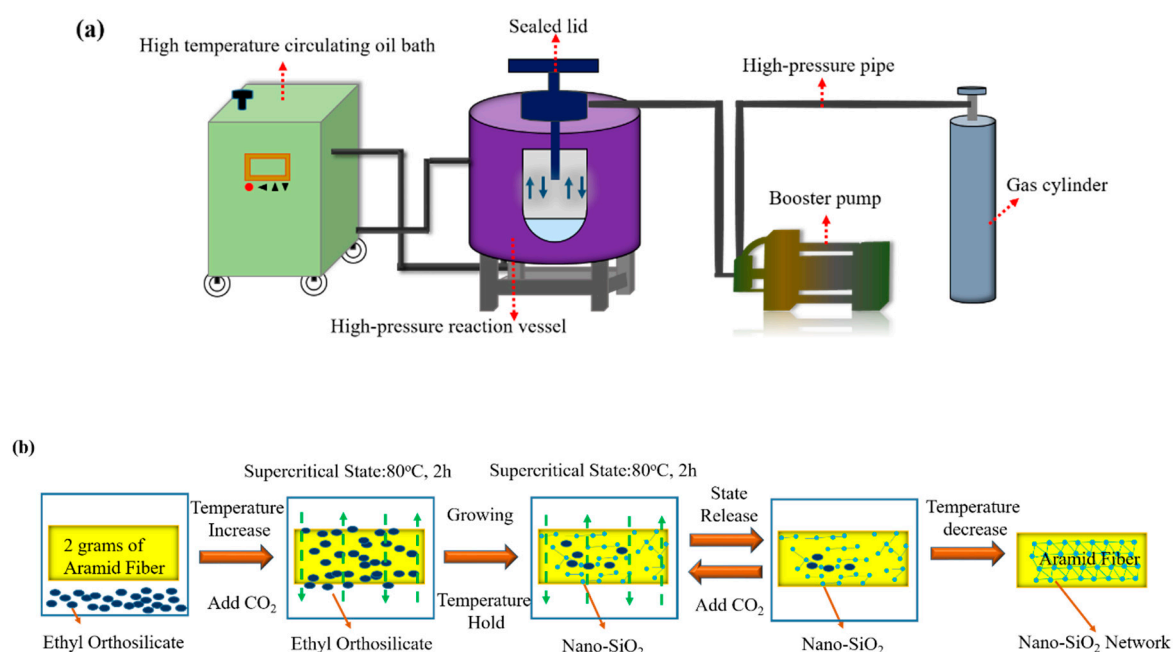 (a)
Sealed lid
High temperature circulating oil bath
High-pressure pipe
Gas cylinder
Booster pump
High-pressure reaction vessel
(b)
Supercritical State:80°C, 2h
Supercritical State:80°C, 2h
Temperature
Increase
Add CO₂
Growing
Temperature
Hold
State
Release
Add CO₂
Temperature
decrease
2 grams of
Aramid Fiber
Aramid Fiber
Ethyl Orthosilicate
Ethyl Orthosilicate
Nano-SiO₂
Nano-SiO₂
Nano-SiO₂ Network